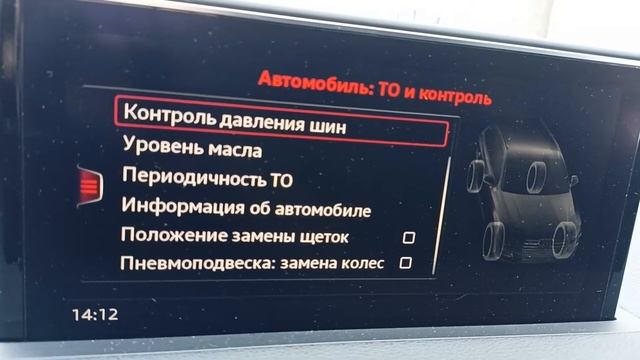 Автомобиль: ТО и контроль
Контроль давления шин
Уровень масла
Периодичность ТО
Информация об автомобиле
Положение замены щеток
Пневмоподвеска: замена колес
14:12